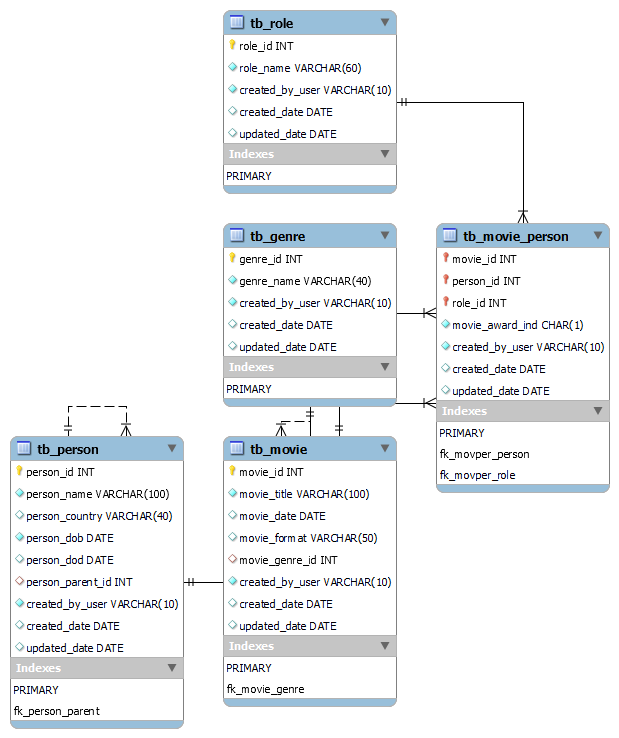 tb_role
role_id INT
role_name VARCHAR(60)
created_by_user VARCHAR(10)
created_date DATE
updated_date DATE
Indexes
PRIMARY
tb_genre
genre_id INT
genre_name VARCHAR(40)
created_by_user VARCHAR(10)
created_date DATE
updated_date DATE
Indexes
PRIMARY
tb_movie_person
movie_id INT
person_id INT
role_id INT
movie_award_ind CHAR(1)
created_by_user VARCHAR(10)
created_date DATE
updated_date DATE
Indexes
PRIMARY
fk_movper_person
fk_movper_role
tb_person
person_id INT
person_name VARCHAR(100)
person_country VARCHAR(40)
person_dob DATE
person_dod DATE
person_parent_id INT
created_by_user VARCHAR(10)
created_date DATE
updated_date DATE
Indexes
PRIMARY
fk_person_parent
tb_movie
movie_id INT
movie_title VARCHAR(100)
movie_date DATE
movie_format VARCHAR(50)
movie_genre_id INT
created_by_user VARCHAR(10)
created_date DATE
updated_date DATE
Indexes
PRIMARY
fk_movie_genre